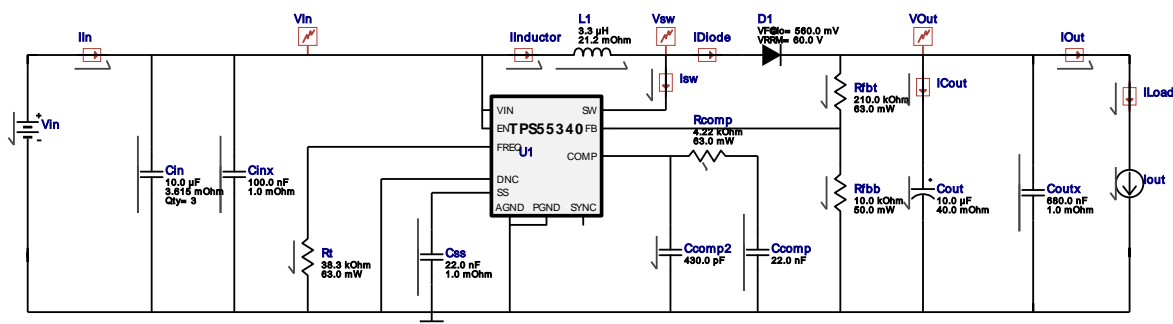 IIn
VIn
IInductor
L1
3.3 µH
21.2 mOhm
Vsw
Isw
IDiode
D1
VRRM= 60.0 V
VOut
ICout
IOut
ILoad
+
Vin
-
Cin
10.0 µF
3.615 mOhm
Qty= 3
Cinx
100.0 nF
1.0 mOhm
VIN
EN
FREQ
DNC
SS
AGND
PGND
SYNC
SW
FB
COMP
TPS55340
U1
Rt
38.3 kOhm
63.0 mW
Css
22.0 nF
1.0 mOhm
Rcomp
4.22 kOhm
63.0 mW
Ccomp2
430.0 pF
Ccomp
22.0 nF
Rfbt
210.0 kOhm
63.0 mW
Rfbb
10.0 kOhm
50.0 mW
Cout
10.0 µF
40.0 mOhm
Coutx
680.0 nF
1.0 mOhm
Iout